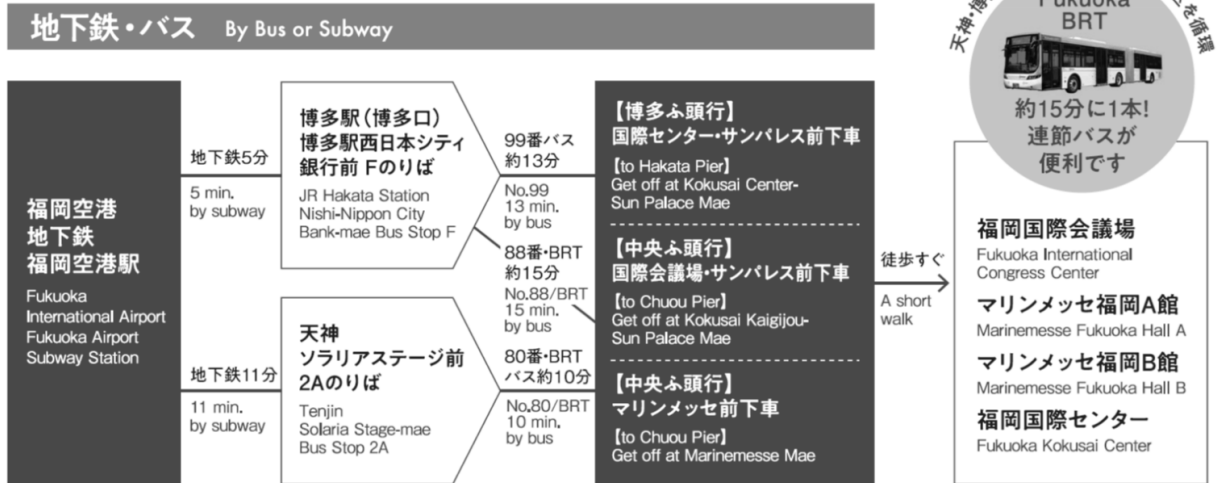 地下鉄・バス By Bus or Subway
福岡空港
地下鉄
福岡空港駅
Fukuoka
International Airport
Fukuoka Airport
Subway Station
地下鉄5分
5 min.
by subway
地下鉄11分
11 min.
by subway
博多駅（博多口）
博多駅西日本シティ
銀行前 Fのりば
JR Hakata Station
Nishi-Nippon City
Bank-mae Bus Stop F
天神
ソラリアステージ前
2Aのりば
Tenjin
Solaria Stage-mae
Bus Stop 2A
99番バス
約13分
No.99
13 min.
by bus
88番・BRT
約15分
No.88/BRT
15 min.
by bus
80番・BRT
バス約10分
No.80/BRT
10 min.
by bus
【博多ふ頭行】
国際センター・サンパレス前下車
【to Hakata Pier】
Get off at Kokusai Center-
Sun Palace Mae
【中央ふ頭行】
国際会議場・サンパレス前下車
【to Chuou Pier】
Get off at Kokusai Kaigijou-
Sun Palace Mae
【中央ふ頭行】
マリンメッセ前下車
【to Chuou Pier】
Get off at Marinemesse Mae
徒歩すぐ
A short
walk
天神・博
を循環
Fukuoka
BRT
約15分に1本!
連節バスが
便利です
福岡国際会議場
Fukuoka International
Congress Center
マリンメッセ福岡A館
Marinemesse Fukuoka Hall A
マリンメッセ福岡B館
Marinemesse Fukuoka Hall B
福岡国際センター
Fukuoka Kokusai Center